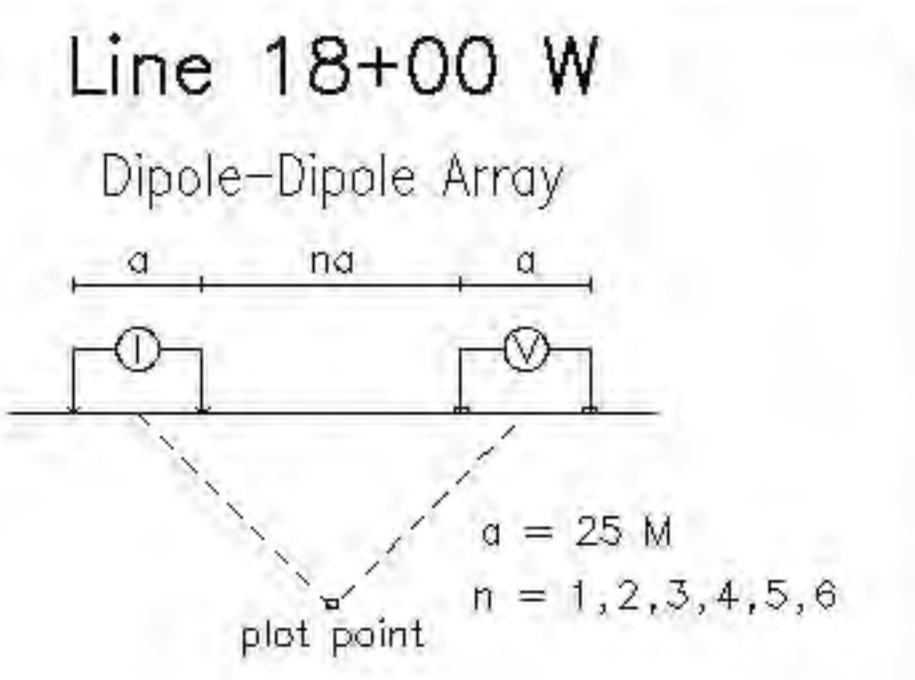 Line 18+00 W
Dipole-Dipole Array
a na a
I V
a = 25 M
n = 1,2,3,4,5,6
plot point